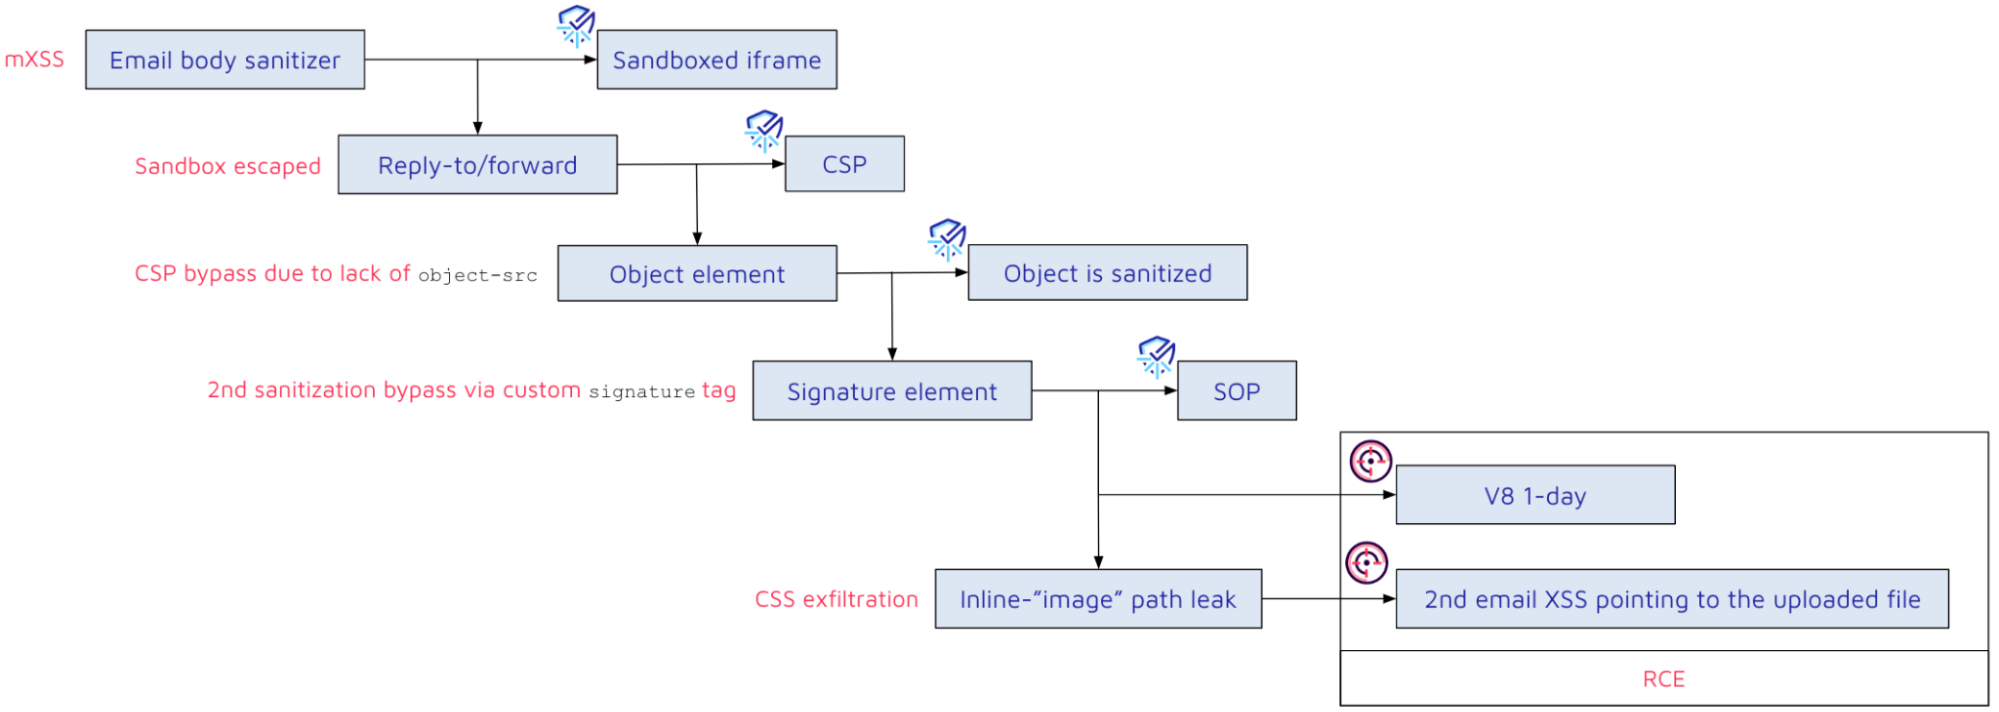 mXSS
Email body sanitizer
Sandboxed iframe
Sandbox escaped
Reply-to/forward
CSP
CSP bypass due to lack of object-src
Object element
Object is sanitized
2nd sanitization bypass via custom signature tag
Signature element
SOP
V8 1-day
CSS exfiltration
Inline-”image” path leak
2nd email XSS pointing to the uploaded file
RCE